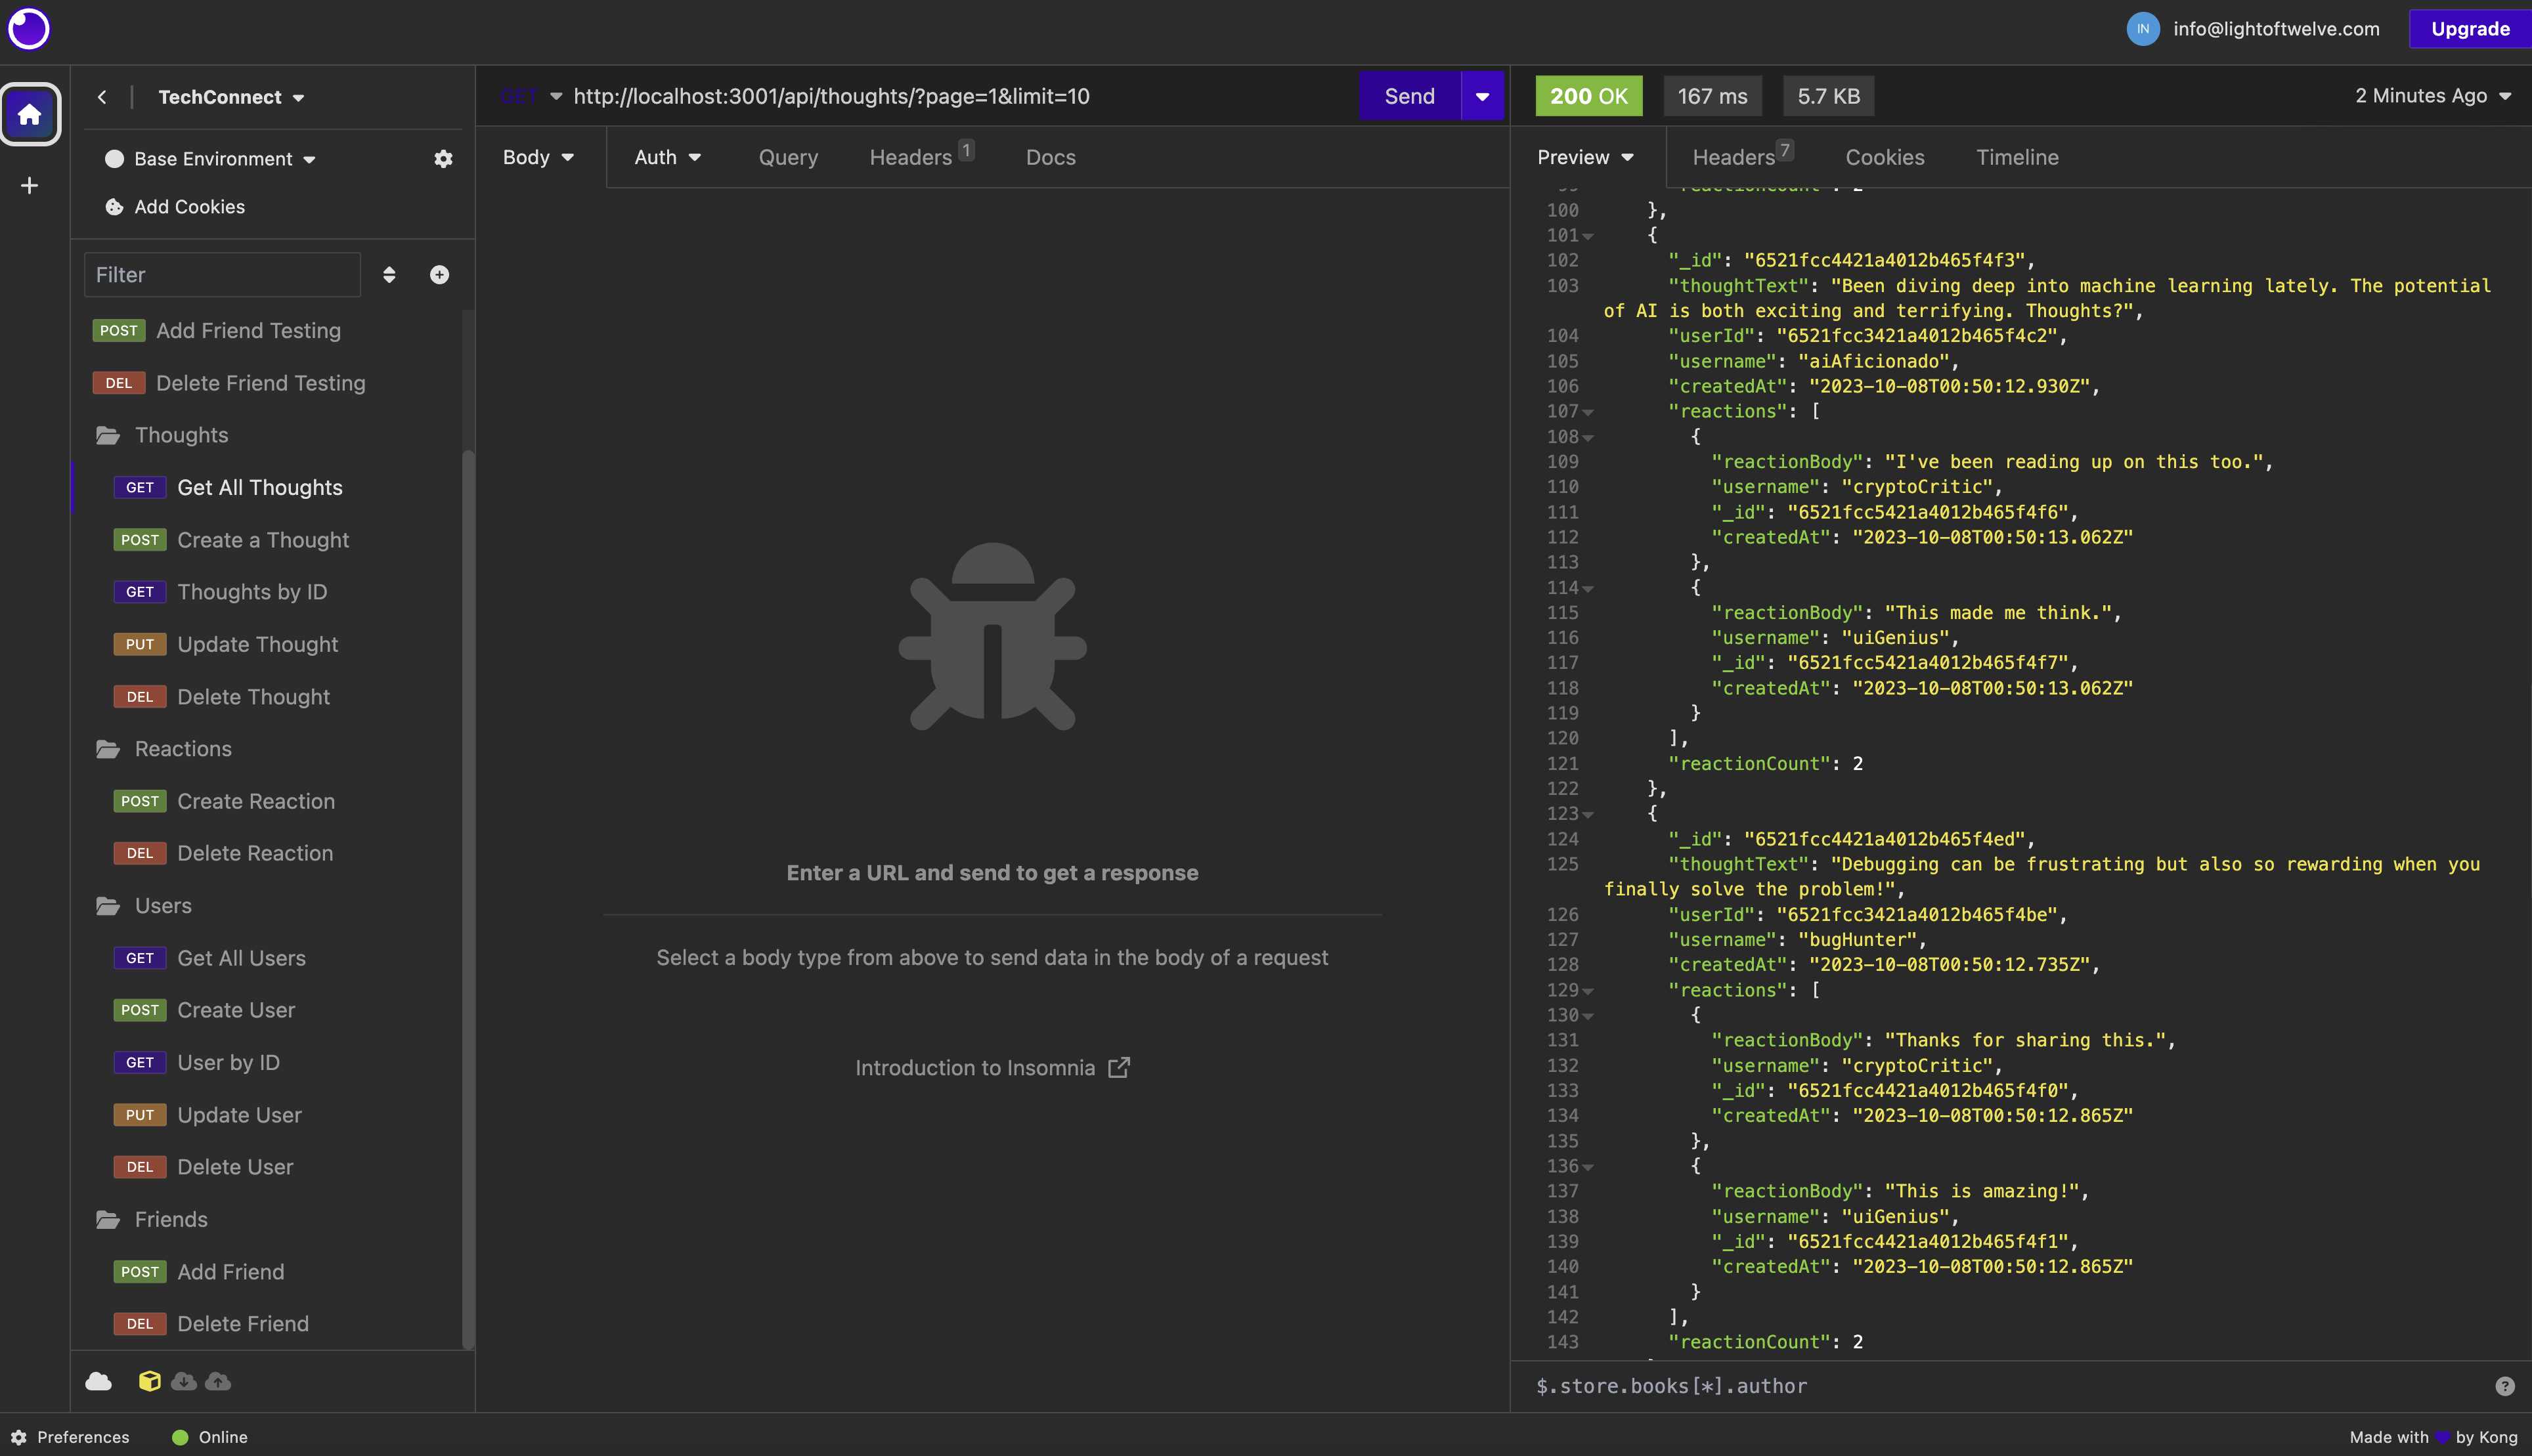 IN info@lightoftwelve.com Upgrade
TechConnect
Base Environment
Add Cookies
Filter
POST Add Friend Testing
DEL Delete Friend Testing
Thoughts
GET Get All Thoughts
POST Create a Thought
GET Thoughts by ID
PUT Update Thought
DEL Delete Thought
Reactions
POST Create Reaction
DEL Delete Reaction
Users
GET Get All Users
POST Create User
GET User by ID
PUT Update User
DEL Delete User
Friends
POST Add Friend
DEL Delete Friend
GET http://localhost:3001/api/thoughts/?page=1&limit=10 Send
Body Auth Query Headers 1 Docs
Enter a URL and send to get a response
Select a body type from above to send data in the body of a request
Introduction to Insomnia
200 OK 167 ms 5.7 KB 2 Minutes Ago
Preview Headers 7 Cookies Timeline
99 "reactionCount": 2
100 },
101 {
102 "_id": "6521fcc4421a4012b465f4f3",
103 "thoughtText": "Been diving deep into machine learning lately. The potential
of AI is both exciting and terrifying. Thoughts?",
104 "userId": "6521fcc3421a4012b465f4c2",
105 "username": "aiAficionado",
106 "createdAt": "2023-10-08T00:50:12.930Z",
107 "reactions": [
108 {
109 "reactionBody": "I've been reading up on this too.",
110 "username": "cryptoCritic",
111 "_id": "6521fcc5421a4012b465f4f6",
112 "createdAt": "2023-10-08T00:50:13.062Z"
113 },
114 {
115 "reactionBody": "This made me think.",
116 "username": "uiGenius",
117 "_id": "6521fcc5421a4012b465f4f7",
118 "createdAt": "2023-10-08T00:50:13.062Z"
119 }
120 ],
121 "reactionCount": 2
122 },
123 {
124 "_id": "6521fcc4421a4012b465f4ed",
125 "thoughtText": "Debugging can be frustrating but also so rewarding when you
finally solve the problem!",
126 "userId": "6521fcc3421a4012b465f4be",
127 "username": "bugHunter",
128 "createdAt": "2023-10-08T00:50:12.735Z",
129 "reactions": [
130 {
131 "reactionBody": "Thanks for sharing this.",
132 "username": "cryptoCritic",
133 "_id": "6521fcc4421a4012b465f4f0",
134 "createdAt": "2023-10-08T00:50:12.865Z"
135 },
136 {
137 "reactionBody": "This is amazing!",
138 "username": "uiGenius",
139 "_id": "6521fcc4421a4012b465f4f1",
140 "createdAt": "2023-10-08T00:50:12.865Z"
141 }
142 ],
143 "reactionCount": 2
$.store.books[*].author
Preferences Online
Made with by Kong